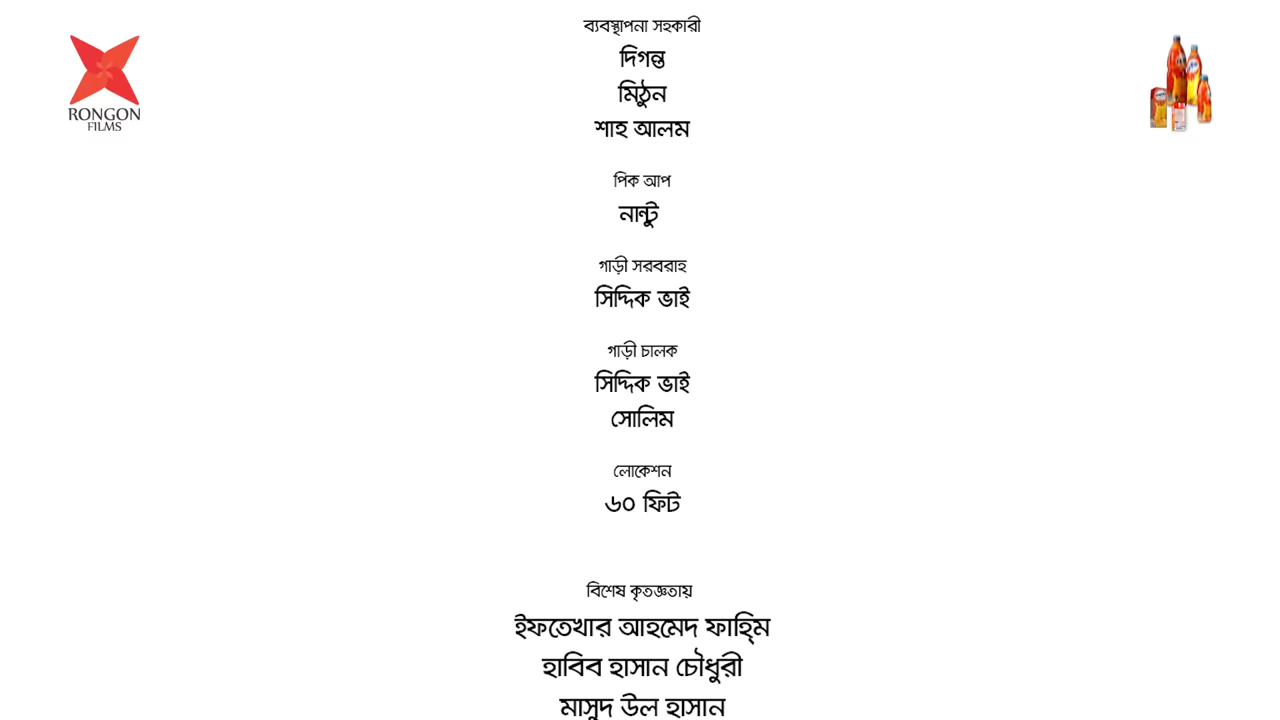 ব্যবস্থাপনা সহকারী
দিগন্ত
মিঠুন
শাহ আলম
RONGON
FILMS
পিক আপ
নান্টু
গাড়ী সরবরাহ
সিদ্দিক ভাই
গাড়ী চালক
সিদ্দিক ভাই
সোলিম
লোকেশন
৬০ ফিট
বিশেষ কৃতজ্ঞতায়
ইফতেখার আহমেদ ফাহ্মি
হাবিব হাসান চৌধুরী
মাসুদ উল হাসান